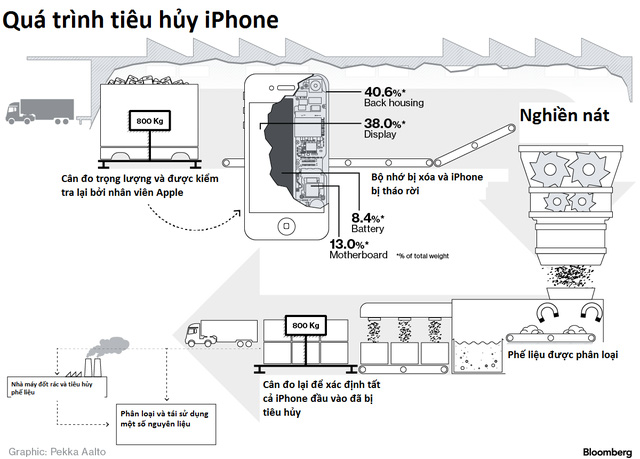 Quá trình tiêu hủy iPhone
800 Kg
Cân đo trọng lượng và được kiểm
tra lại bởi nhân viên Apple
40.6%*
Back housing
38.0%*
Display
Bộ nhớ bị xóa và iPhone
bị tháo rời
8.4%*
Battery
13.0%*
Motherboard
*% of total weight
Nghiền nát
Phế liệu được phân loại
800 Kg
Cân đo lại để xác định tất
cả iPhone đầu vào đã bị
tiêu hủy
Nhà máy đốt rác và tiêu hủy
phế liệu
Phân loại và tái sử dụng
một số nguyên liệu
Graphic: Pekka Aalto
Bloomberg